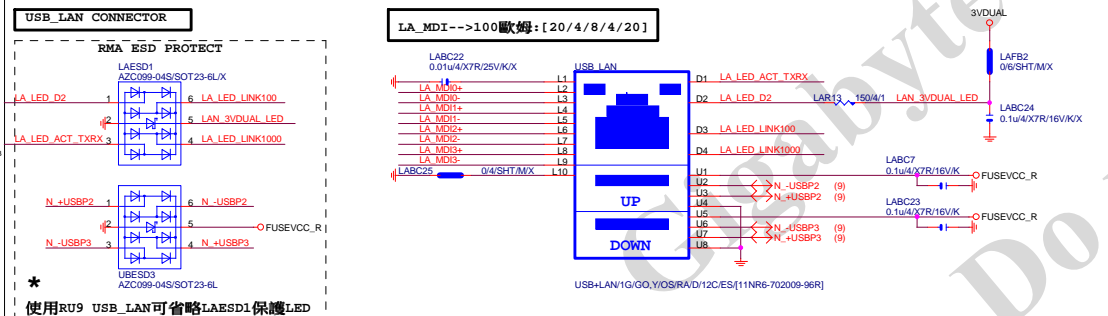 USB_LAN CONNECTOR
RMA ESD PROTECT
LAESD1
AZC099-04S/SOT23-6L/X
LA_LED_D2 1 6 LA_LED_LINK100
2 5 LAN_3VDUAL_LED
LA_LED_ACT_TXRX 3 4 LA_LED_LINK1000
N_+USBP2 1 6 N_-USBP2
2 5 FUSEVCC_R
N_-USBP3 3 4 N_+USBP3
UBESD3
AZC099-04S/SOT23-6L
*
使用RU9 USB_LAN可省略LAESD1保護LED
LA_MDI-->100歐姆:[20/4/8/4/20]
LABC22
0.01u/4/X7R/25V/K/X
USB_LAN
L1
LA_MDI0+ L2
LA_MDI0- L3
LA_MDI1+ L4
LA_MDI1- L5
LA_MDI2+ L6
LA_MDI2- L7
LA_MDI3+ L8
LA_MDI3- L9
LABC25 0/4/SHT/M/X L10
UP
DOWN
D1 LA_LED_ACT_TXRX
D2 LA_LED_D2 LAR13 150/4/1 LAN_3VDUAL_LED
D3 LA_LED_LINK100
D4 LA_LED_LINK1000
U1
U2 N_-USBP2 (9)
U3 N_+USBP2 (9)
U4
U5
U6 N_-USBP3 (9)
U7 N_+USBP3 (9)
U8
USB+LAN/1G/GO,Y/OS/RA/D/12C/ES/[11NR6-702009-96R]
3VDUAL
LAFB2
0/6/SHT/M/X
LABC24
0.1u/4/X7R/16V/K/X
LABC7
0.1u/4/X7R/16V/K
FUSEVCC_R
LABC23
0.1u/4/X7R/16V/K
FUSEVCC_R
Gigabyte
Do